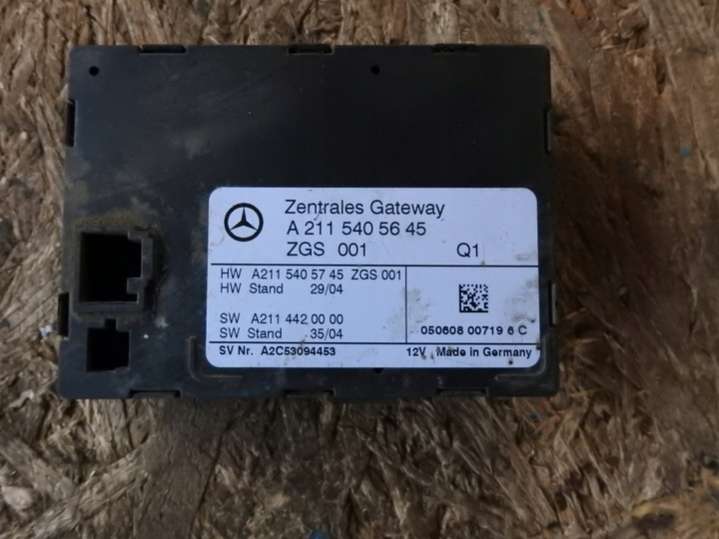 Zentrales Gateway
A 211 540 56 45
ZGS 001 Q1
HW A211 540 57 45 ZGS 001
HW Stand 29/04
SW A211 442 00 00
SW Stand 35/04
050608 00719 6 C
SV Nr. A2C53094453 12V Made in Germany